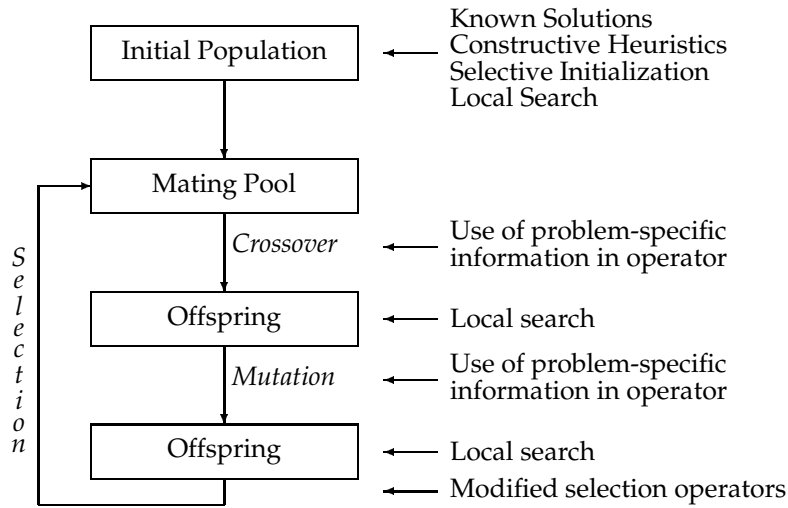 Known Solutions
Initial Population
Constructive Heuristics
Selective Initialization
Local Search
Mating Pool
Crossover
Use of problem-specific
information in operator
Selection
Offspring
Local search
Mutation
Use of problem-specific
information in operator
Offspring
Local search
Modified selection operators